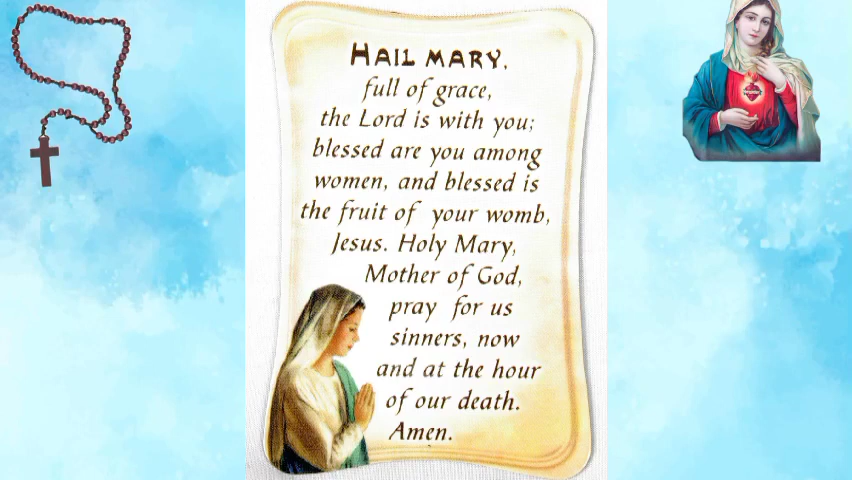 HAIL MARY,
full of grace,
the Lord is with you;
blessed are you among
women, and blessed is
the fruit of your womb,
Jesus. Holy Mary,
Mother of God,
pray for us
sinners, now
and at the hour
of our death.
Amen.